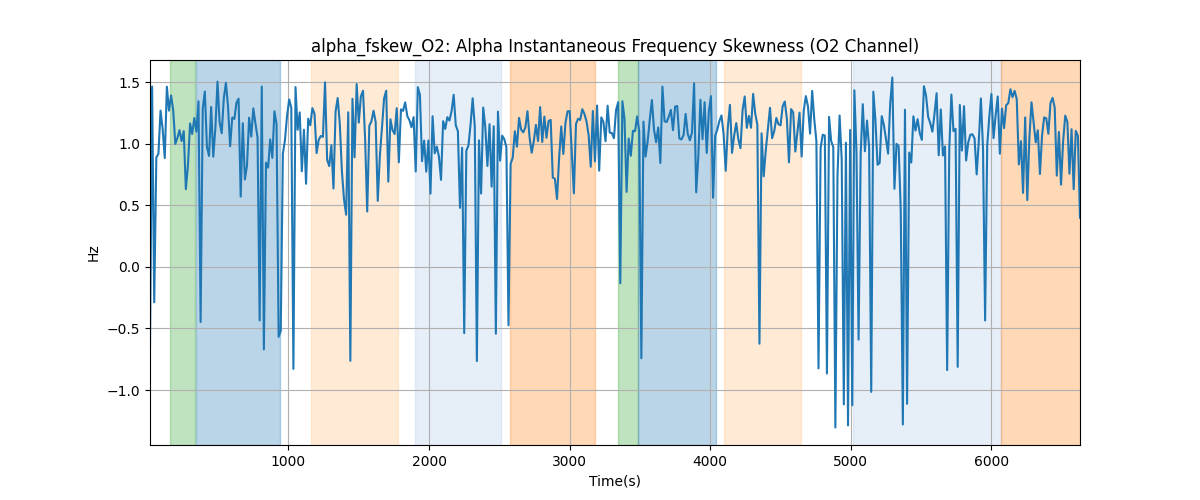 alpha_fskew_O2: Alpha Instantaneous Frequency Skewness (O2 Channel)
1.5
1.0
0.5
0.0
−0.5
−1.0
Hz
1000 2000 3000 4000 5000 6000
Time(s)